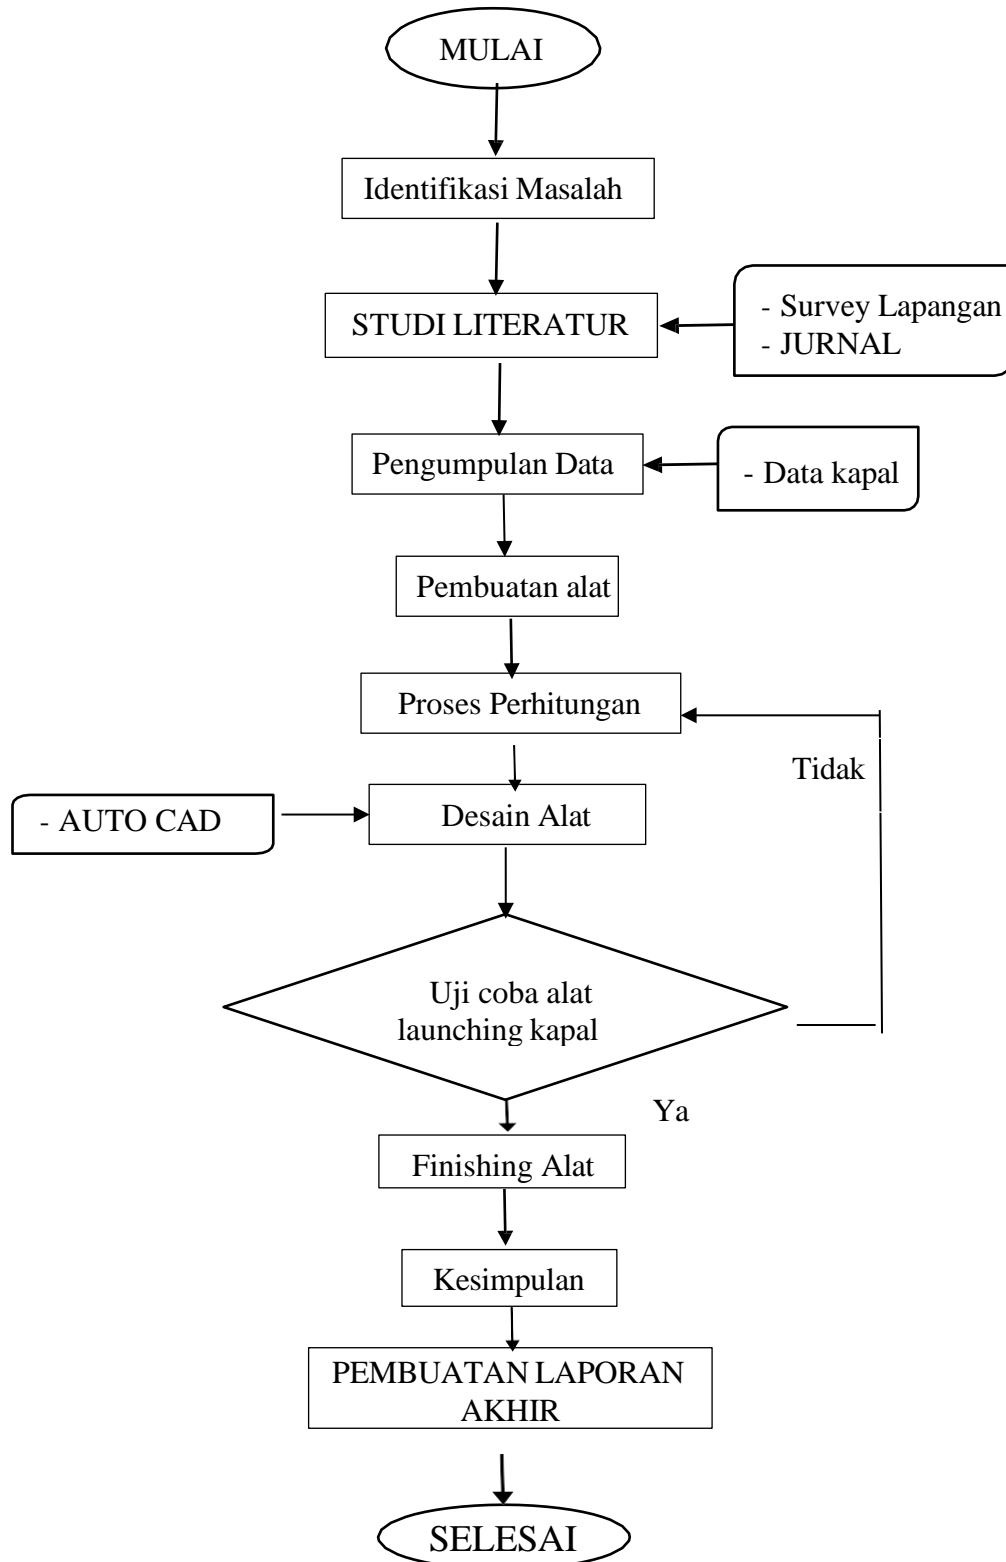 MULAI
Identifikasi Masalah
STUDI LITERATUR
- Survey Lapangan
- JURNAL
Pengumpulan Data
- Data kapal
Pembuatan alat
Proses Perhitungan
Tidak
- AUTO CAD
Desain Alat
Uji coba alat
launching kapal
Ya
Finishing Alat
Kesimpulan
PEMBUATAN LAPORAN
AKHIR
SELESAI